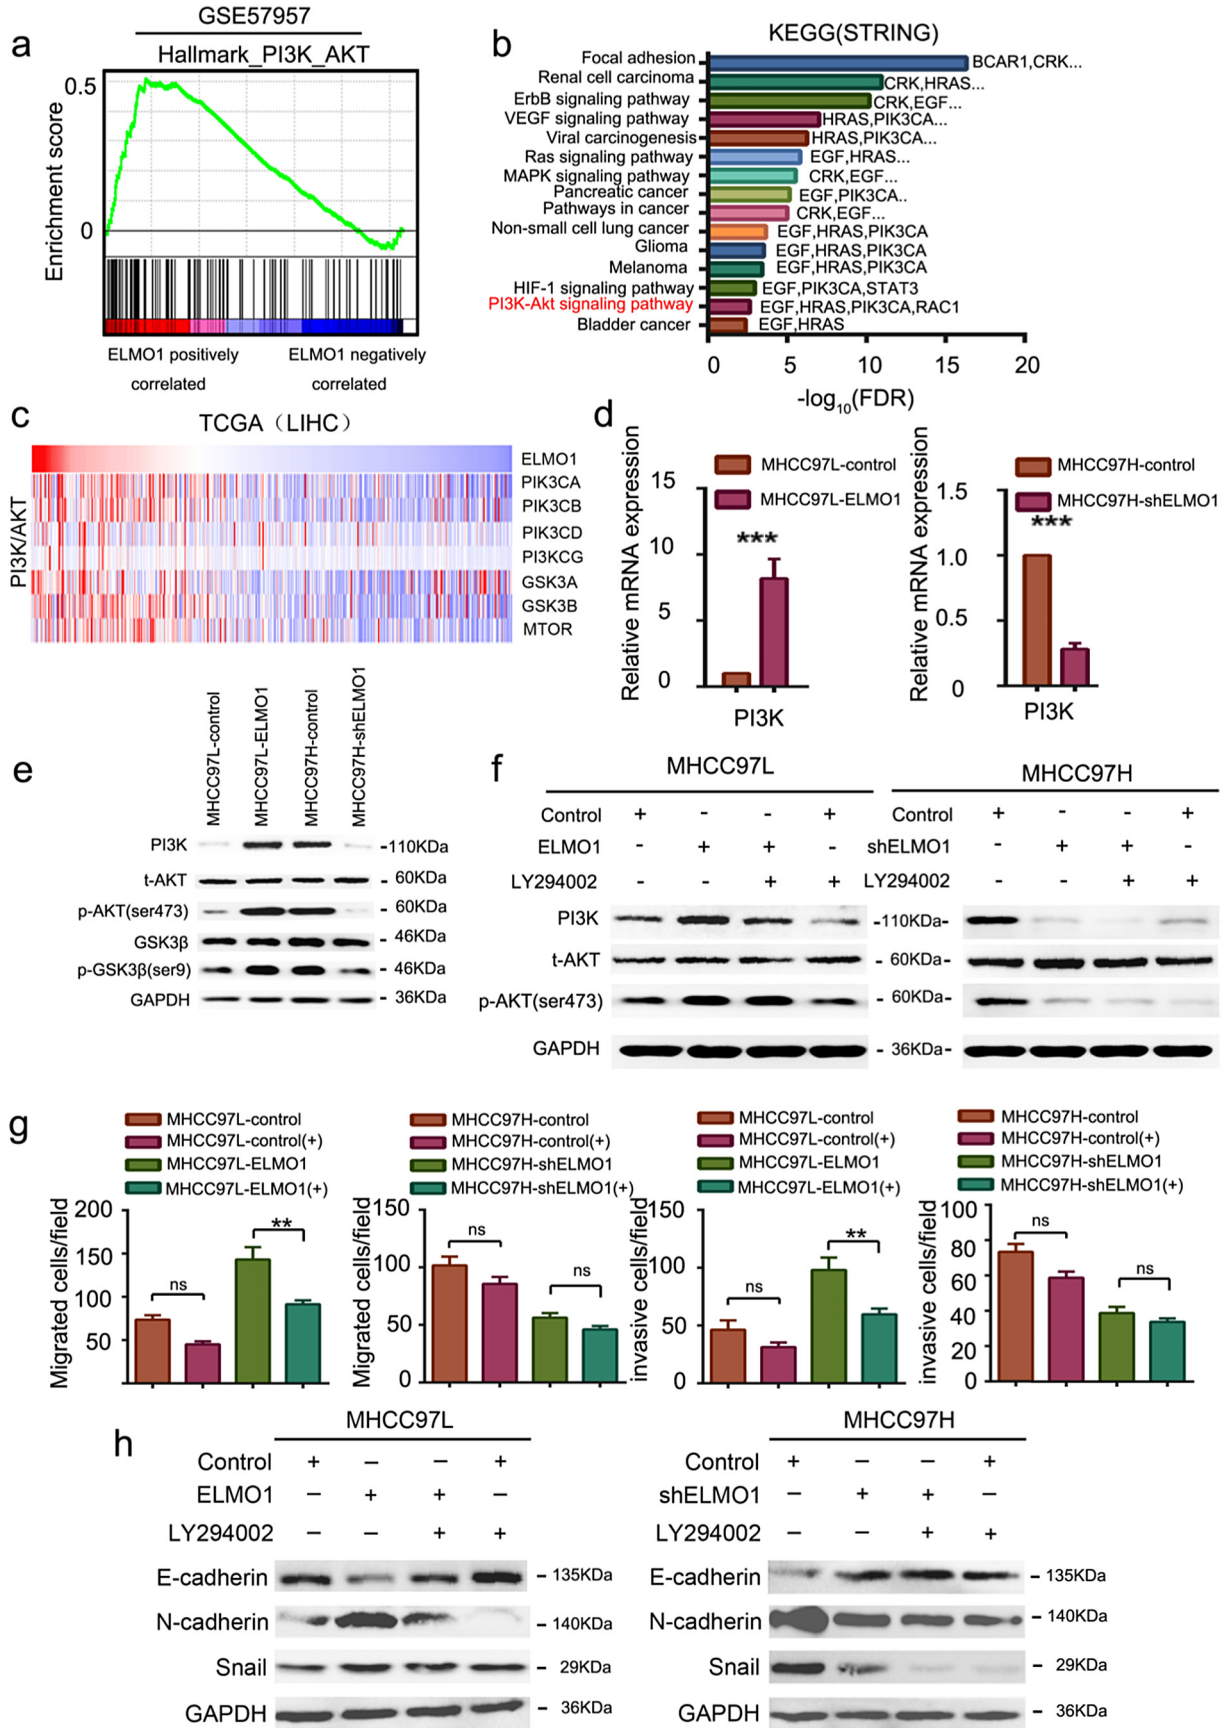 a
GSE57957
Hallmark_PI3K_AKT
Enrichment score
0.5
0
ELMO1 positively correlated
ELMO1 negatively correlated
b
KEGG(STRING)
Focal adhesion BCAR1,CRK...
Renal cell carcinoma CRK,HRAS...
ErbB signaling pathway CRK,EGF...
VEGF signaling pathway HRAS,PIK3CA...
Viral carcinogenesis HRAS,PIK3CA...
Ras signaling pathway EGF,HRAS...
MAPK signaling pathway CRK,EGF...
Pancreatic cancer EGF,PIK3CA..
Pathways in cancer CRK,EGF...
Non-small cell lung cancer EGF,HRAS,PIK3CA
Glioma EGF,HRAS,PIK3CA
Melanoma EGF,HRAS,PIK3CA
HIF-1 signaling pathway EGF,PIK3CA,STAT3
PI3K-Akt signaling pathway EGF,HRAS,PIK3CA,RAC1
Bladder cancer EGF,HRAS
0 5 10 15 20
-log10(FDR)
c
TCGA（LIHC）
PI3K/AKT
ELMO1
PIK3CA
PIK3CB
PIK3CD
PI3KCG
GSK3A
GSK3B
MTOR
d
Relative mRNA expression
MHCC97L-control
MHCC97L-ELMO1
15
10
5
0
***
PI3K
Relative mRNA expression
MHCC97H-control
MHCC97H-shELMO1
1.5
1.0
0.5
0
***
PI3K
e
MHCC97L-control
MHCC97L-ELMO1
MHCC97H-control
MHCC97H-shELMO1
PI3K -110KDa
t-AKT - 60KDa
p-AKT(ser473) - 60KDa
GSK3β - 46KDa
p-GSK3β(ser9) - 46KDa
GAPDH - 36KDa
f
MHCC97L MHCC97H
Control + - - + + - - +
ELMO1 - + + - shELMO1 - + + -
LY294002 - - + + LY294002 - - + +
PI3K -110KDa-
t-AKT - 60KDa-
p-AKT(ser473) - 60KDa-
GAPDH - 36KDa-
g
MHCC97L-control
MHCC97L-control(+)
MHCC97L-ELMO1
MHCC97L-ELMO1(+)
Migrated cells/field
200
150
100
50
ns
**
MHCC97H-control
MHCC97H-control(+)
MHCC97H-shELMO1
MHCC97H-shELMO1(+)
Migrated cells/field
150
100
50
0
ns
ns
MHCC97L-control
MHCC97L-control(+)
MHCC97L-ELMO1
MHCC97L-ELMO1(+)
invasive cells/field
150
100
50
0
ns
**
MHCC97H-control
MHCC97H-control(+)
MHCC97H-shELMO1
MHCC97H-shELMO1(+)
invasive cells/field
100
80
60
40
20
0
ns
ns
h
MHCC97L
Control + − − +
ELMO1 − + + −
LY294002 − − + +
E-cadherin - 135KDa
N-cadherin - 140KDa
Snail - 29KDa
GAPDH - 36KDa
MHCC97H
Control + − − +
shELMO1 − + + −
LY294002 − − + +
E-cadherin - 135KDa
N-cadherin - 140KDa
Snail - 29KDa
GAPDH - 36KDa